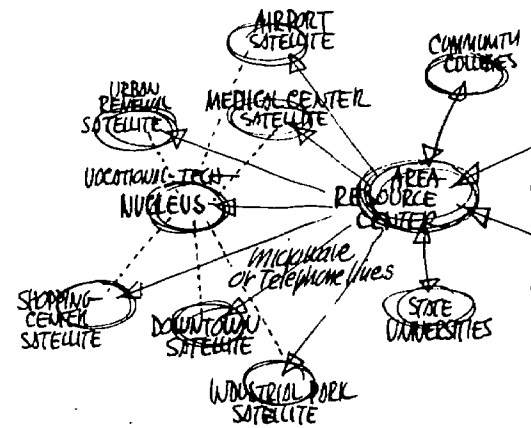 AIRPORT
SATELLITE
COMMUNITY
COLLEGES
URBAN
RENEWAL
SATELLITE
MEDICAL CENTER
SATELLITE
VOCATIONAL-TECH
NUCLEUS
AREA
RESOURCE
CENTER
MICROWAVE
OR TELEPHONE LINES
SHOPPING
CENTER
SATELLITE
DOWNTOWN
SATELLITE
STATE
UNIVERSITIES
INDUSTRIAL PARK
SATELLITE